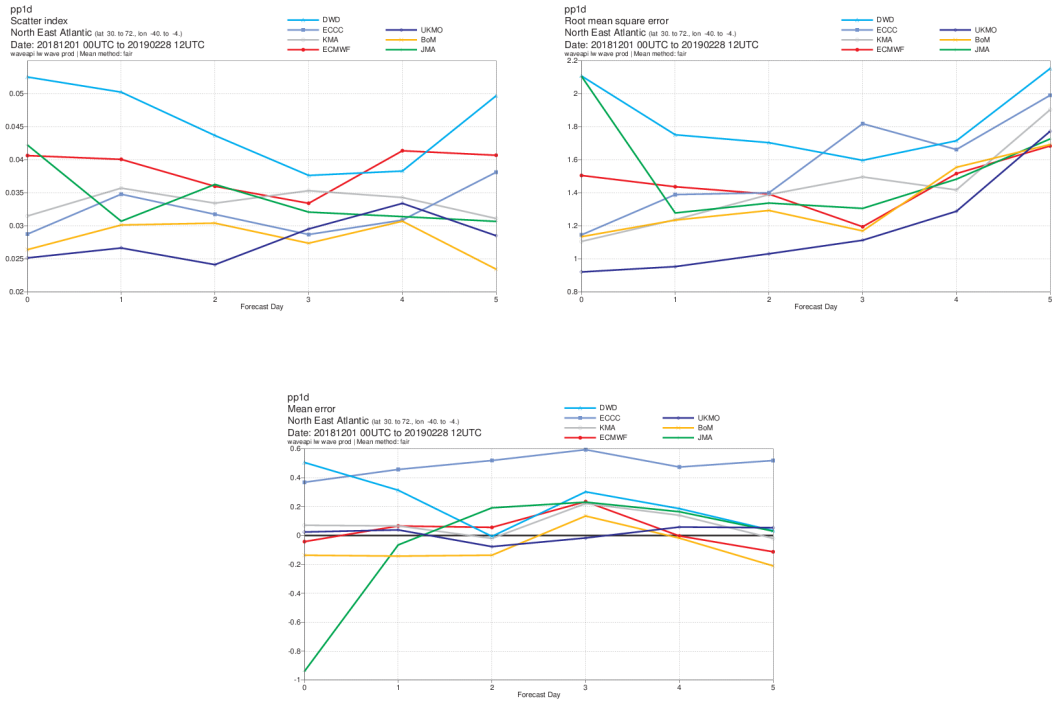 pp1d
Scatter index
North East Atlantic (lat 30. to 72., lon -40. to -4.)
Date: 20181201 00UTC to 20190228 12UTC
waveapi lw wave prod | Mean method: fair
DWD
ECCC
KMA
ECMWF
UKMO
BoM
JMA
0.05
0.045
0.04
0.035
0.03
0.025
0.02
0 1 2 3 4 5
Forecast Day
pp1d
Root mean square error
North East Atlantic (lat 30. to 72., lon -40. to -4.)
Date: 20181201 00UTC to 20190228 12UTC
waveapi lw wave prod | Mean method: fair
DWD
ECCC
KMA
ECMWF
UKMO
BoM
JMA
2.2
2
1.8
1.6
1.4
1.2
1
0.8
0 1 2 3 4 5
Forecast Day
pp1d
Mean error
North East Atlantic (lat 30. to 72., lon -40. to -4.)
Date: 20181201 00UTC to 20190228 12UTC
waveapi lw wave prod | Mean method: fair
DWD
ECCC
KMA
ECMWF
UKMO
BoM
JMA
0.6
0.4
0.2
0
-0.2
-0.4
-0.6
-0.8
-1
0 1 2 3 4 5
Forecast Day